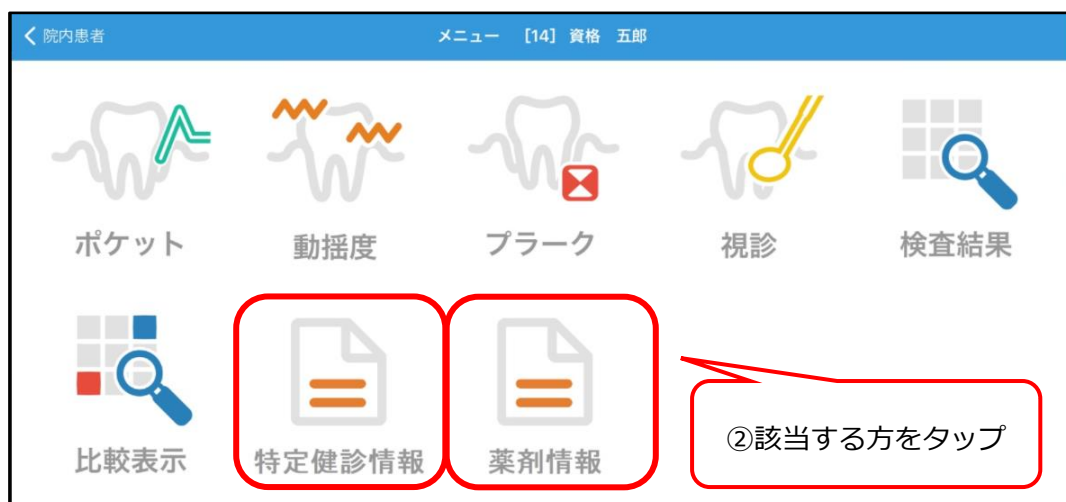 院内患者
メニュー ［14］ 資格 五郎
ポケット
動揺度
プラーク
視診
検査結果
比較表示
特定健診情報
薬剤情報
②該当する方をタップ